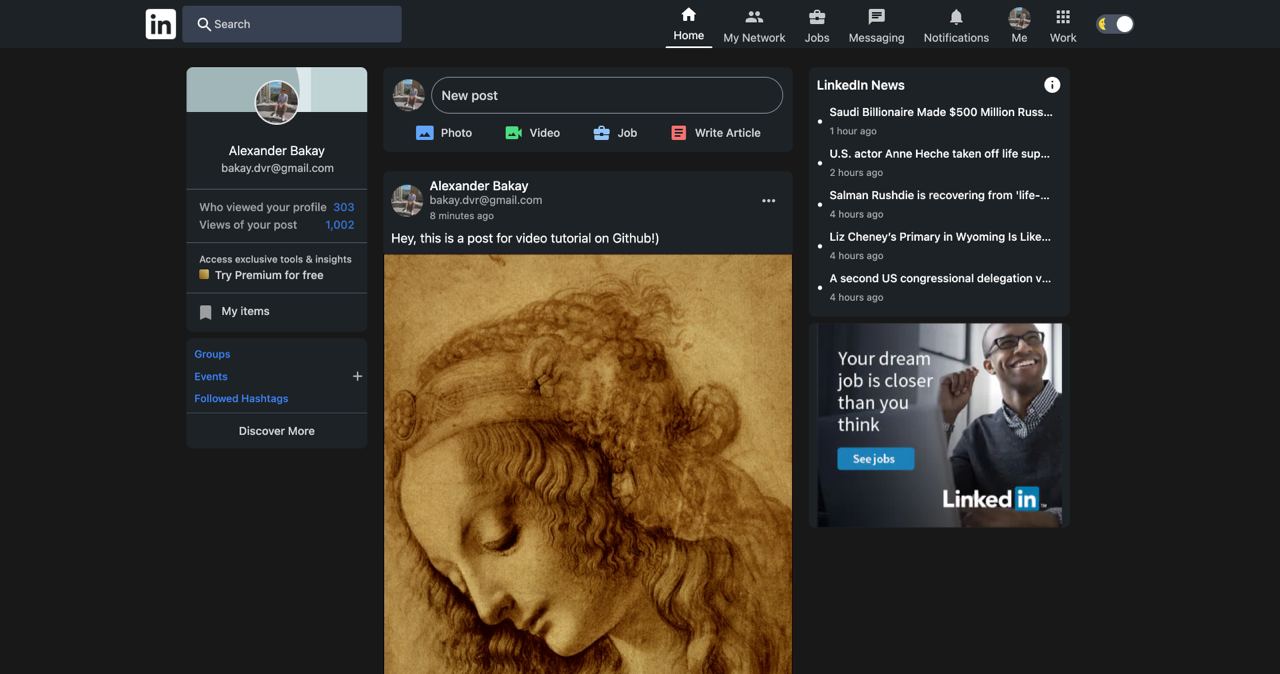 in
Search
Home
My Network
Jobs
Messaging
Notifications
Me
Work
Alexander Bakay
bakay.dvr@gmail.com
Who viewed your profile 303
Views of your post 1,002
Access exclusive tools & insights
Try Premium for free
My items
Groups
Events
Followed Hashtags
Discover More
New post
Photo
Video
Job
Write Article
Alexander Bakay
bakay.dvr@gmail.com
8 minutes ago
Hey, this is a post for video tutorial on Github!)
LinkedIn News
Saudi Billionaire Made $500 Million Russ...
1 hour ago
U.S. actor Anne Heche taken off life sup...
2 hours ago
Salman Rushdie is recovering from 'life-...
4 hours ago
Liz Cheney’s Primary in Wyoming Is Like...
4 hours ago
A second US congressional delegation v...
4 hours ago
Your dream
job is closer
than you
think
See jobs
Linked in ™